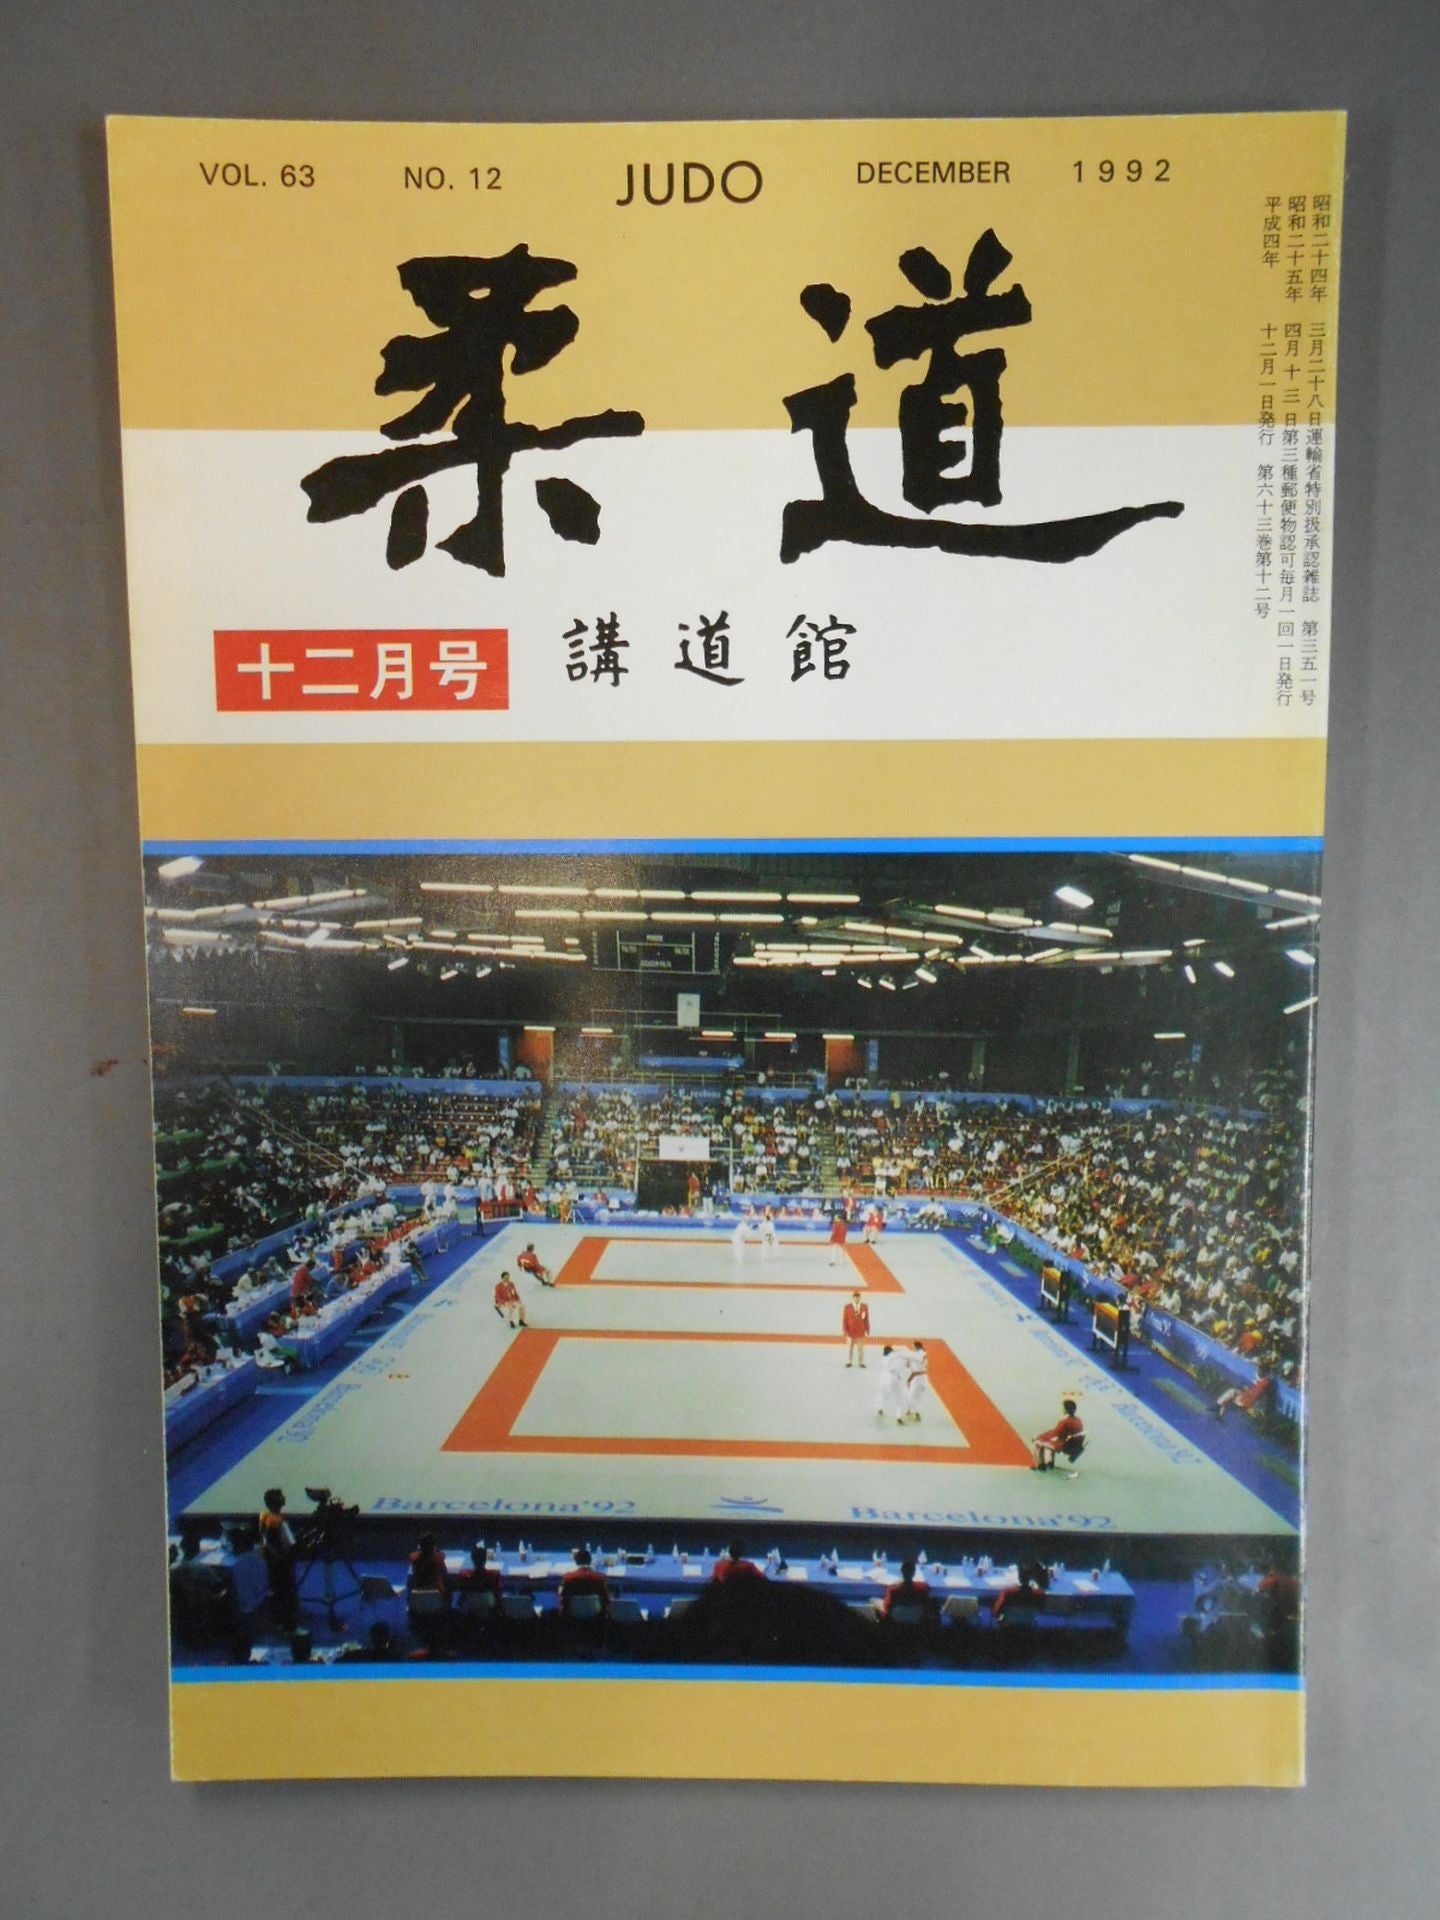 VOL. 63 NO. 12 JUDO DECEMBER 1992
柔道
十二月号
講道館
昭和二十四年 三月二十八日運輸省特別扱承認雑誌 第三五一号
昭和二十五年 四月十三日第三種郵便物認可毎月一回一日発行
平成四年 十二月一日発行 第六十三巻第十二号
Barcelona'92
Barcelona'92
Barcelona'92
Barcelona'92